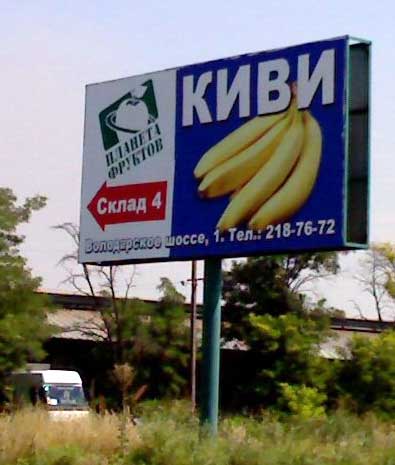 КИВИ
ПЛАНЕТА
ФРУКТОВ
Склад 4
Володарское шоссе, 1. Тел.: 218-76-72